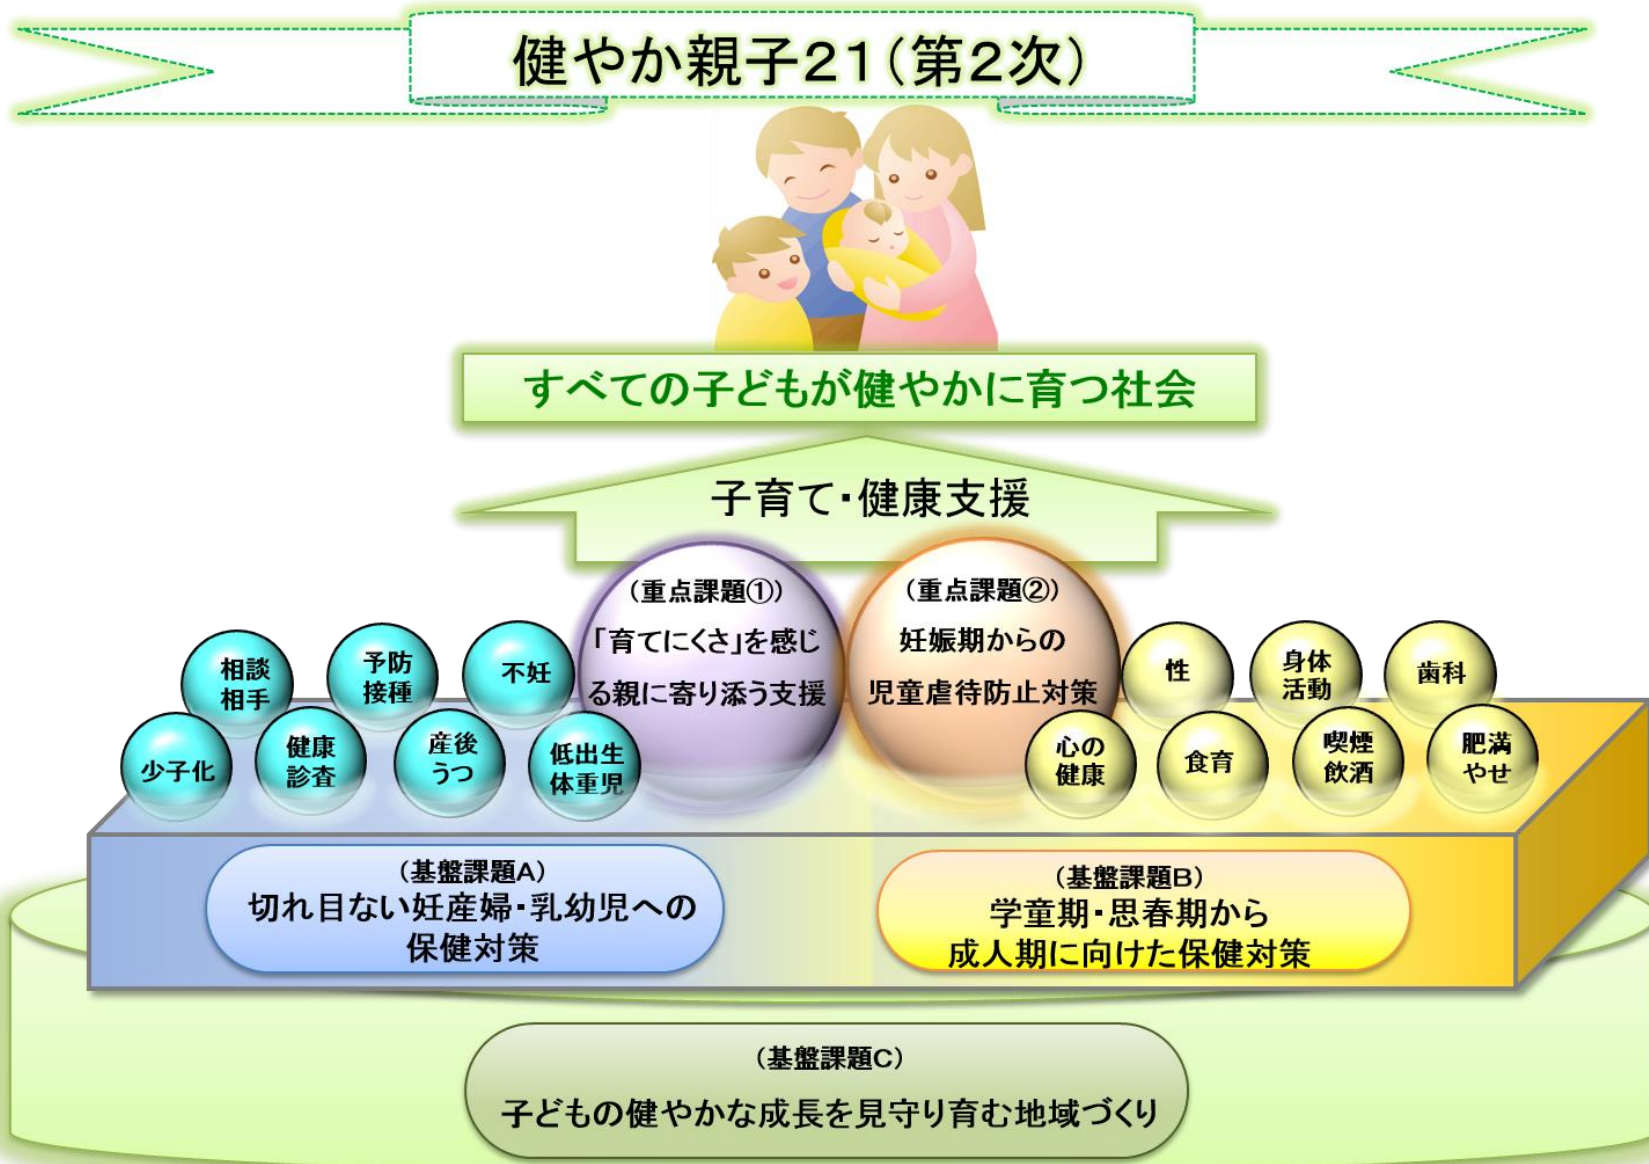 健やか親子21（第2次）
すべての子どもが健やかに育つ社会
子育て・健康支援
（重点課題①）
「育てにくさ」を感じ
る親に寄り添う支援
（重点課題②）
妊娠期からの
児童虐待防止対策
相談
相手
予防
接種
不妊
少子化
健康
診査
産後
うつ
低出生
体重児
性
身体
活動
歯科
心の
健康
食育
喫煙
飲酒
肥満
やせ
（基盤課題A）
切れ目ない妊産婦・乳幼児への
保健対策
（基盤課題B）
学童期・思春期から
成人期に向けた保健対策
（基盤課題C）
子どもの健やかな成長を見守り育む地域づくり